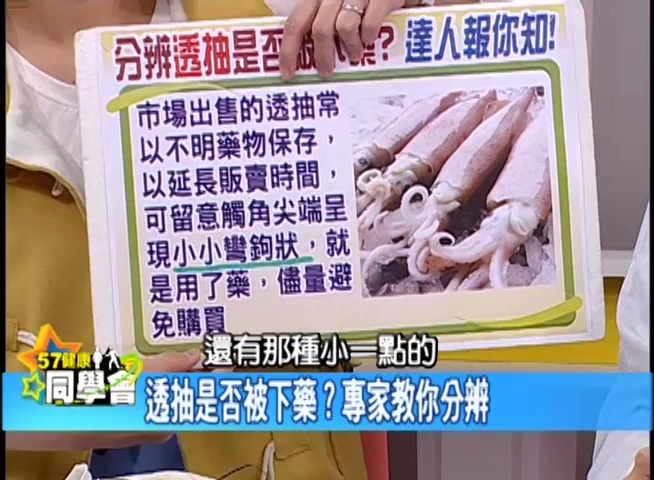 分辨透抽是否被下藥? 達人報你知!
市場出售的透抽常
以不明藥物保存，
以延長販賣時間，
可留意觸角尖端呈
現小小彎鉤狀，就
是用了藥，儘量避
免購買
還有那種小一點的
57健康
同學會
透抽是否被下藥？專家教你分辨